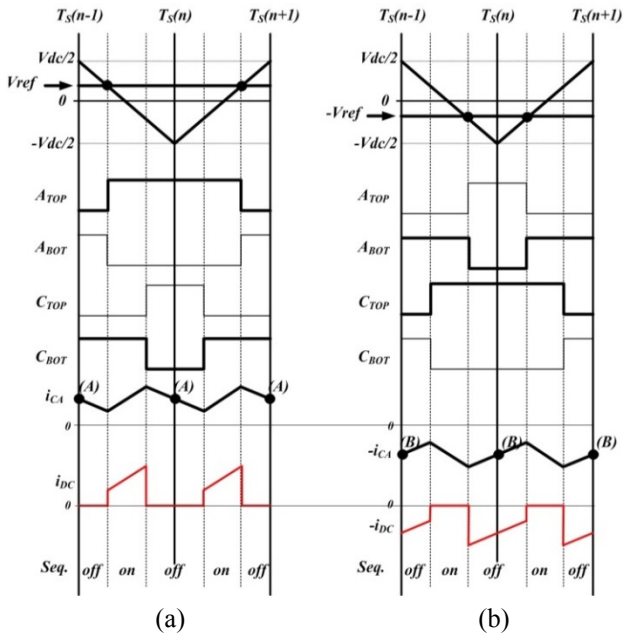 TS(n-1) TS(n) TS(n+1)
Vdc/2
Vref
0
-Vdc/2
ATOP
ABOT
CTOP
CBOT
iCA (A) (A) (A)
0
iDC
0
Seq. off on off on off
(a)
TS(n-1) TS(n) TS(n+1)
Vdc/2
0
-Vref
-Vdc/2
ATOP
ABOT
CTOP
CBOT
0
-iCA (B) (B) (B)
0
-iDC
Seq. off on off on off
(b)